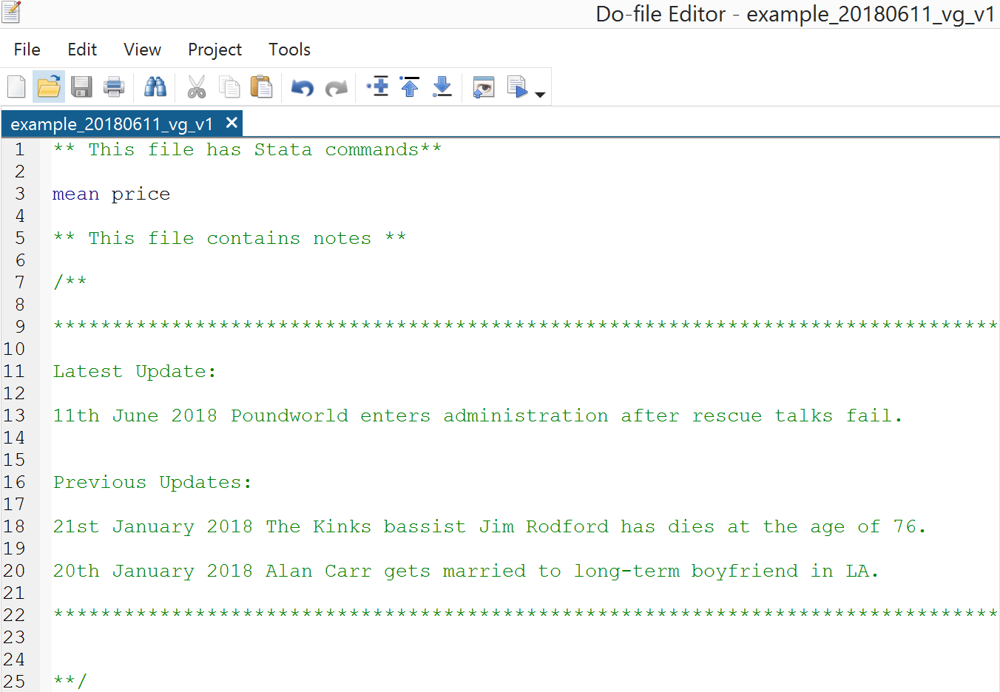 Do-file Editor - example_20180611_vg_v1
File Edit View Project Tools
example_20180611_vg_v1 ×
1 ** This file has Stata commands**
2
3 mean price
4
5 ** This file contains notes **
6
7 /**
8
9 ********************************************************************************
10
11 Latest Update:
12
13 11th June 2018 Poundworld enters administration after rescue talks fail.
14
15
16 Previous Updates:
17
18 21st January 2018 The Kinks bassist Jim Rodford has dies at the age of 76.
19
20 20th January 2018 Alan Carr gets married to long-term boyfriend in LA.
21
22 ********************************************************************************
23
24
25 **/